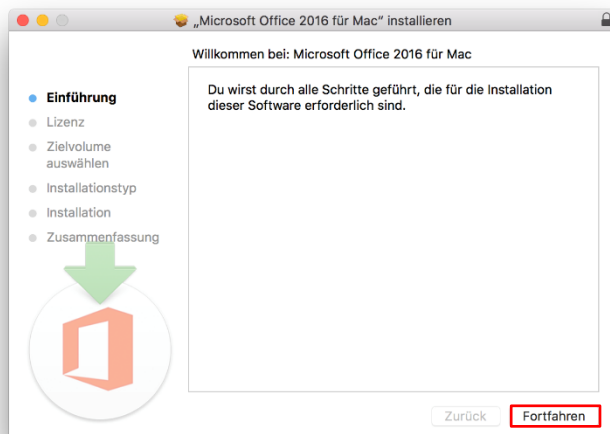 „Microsoft Office 2016 für Mac“ installieren
Willkommen bei: Microsoft Office 2016 für Mac
Einführung
Lizenz
Zielvolume
auswählen
Installationstyp
Installation
Zusammenfassung
Du wirst durch alle Schritte geführt, die für die Installation
dieser Software erforderlich sind.
Zurück
Fortfahren